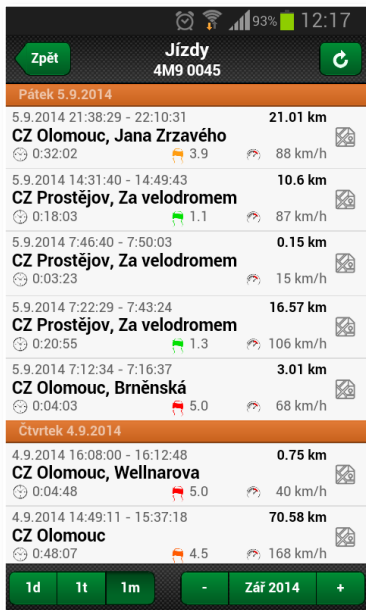 93% 12:17
Zpět
Jízdy
4M9 0045
Pátek 5.9.2014
5.9.2014 21:38:29 - 22:10:31 21.01 km
CZ Olomouc, Jana Zrzavého
0:32:02 3.9 88 km/h
5.9.2014 14:31:40 - 14:49:43 10.6 km
CZ Prostějov, Za velodromem
0:18:03 1.1 87 km/h
5.9.2014 7:46:40 - 7:50:03 0.15 km
CZ Prostějov, Za velodromem
0:03:23 15 km/h
5.9.2014 7:22:29 - 7:43:24 16.57 km
CZ Prostějov, Za velodromem
0:20:55 1.3 106 km/h
5.9.2014 7:12:34 - 7:16:37 3.01 km
CZ Olomouc, Brněnská
0:04:03 5.0 68 km/h
Čtvrtek 4.9.2014
4.9.2014 16:08:00 - 16:12:48 0.75 km
CZ Olomouc, Wellnarova
0:04:48 5.0 40 km/h
4.9.2014 14:49:11 - 15:37:18 70.58 km
CZ Olomouc
0:48:07 4.5 168 km/h
1d 1t 1m - Zář 2014 +